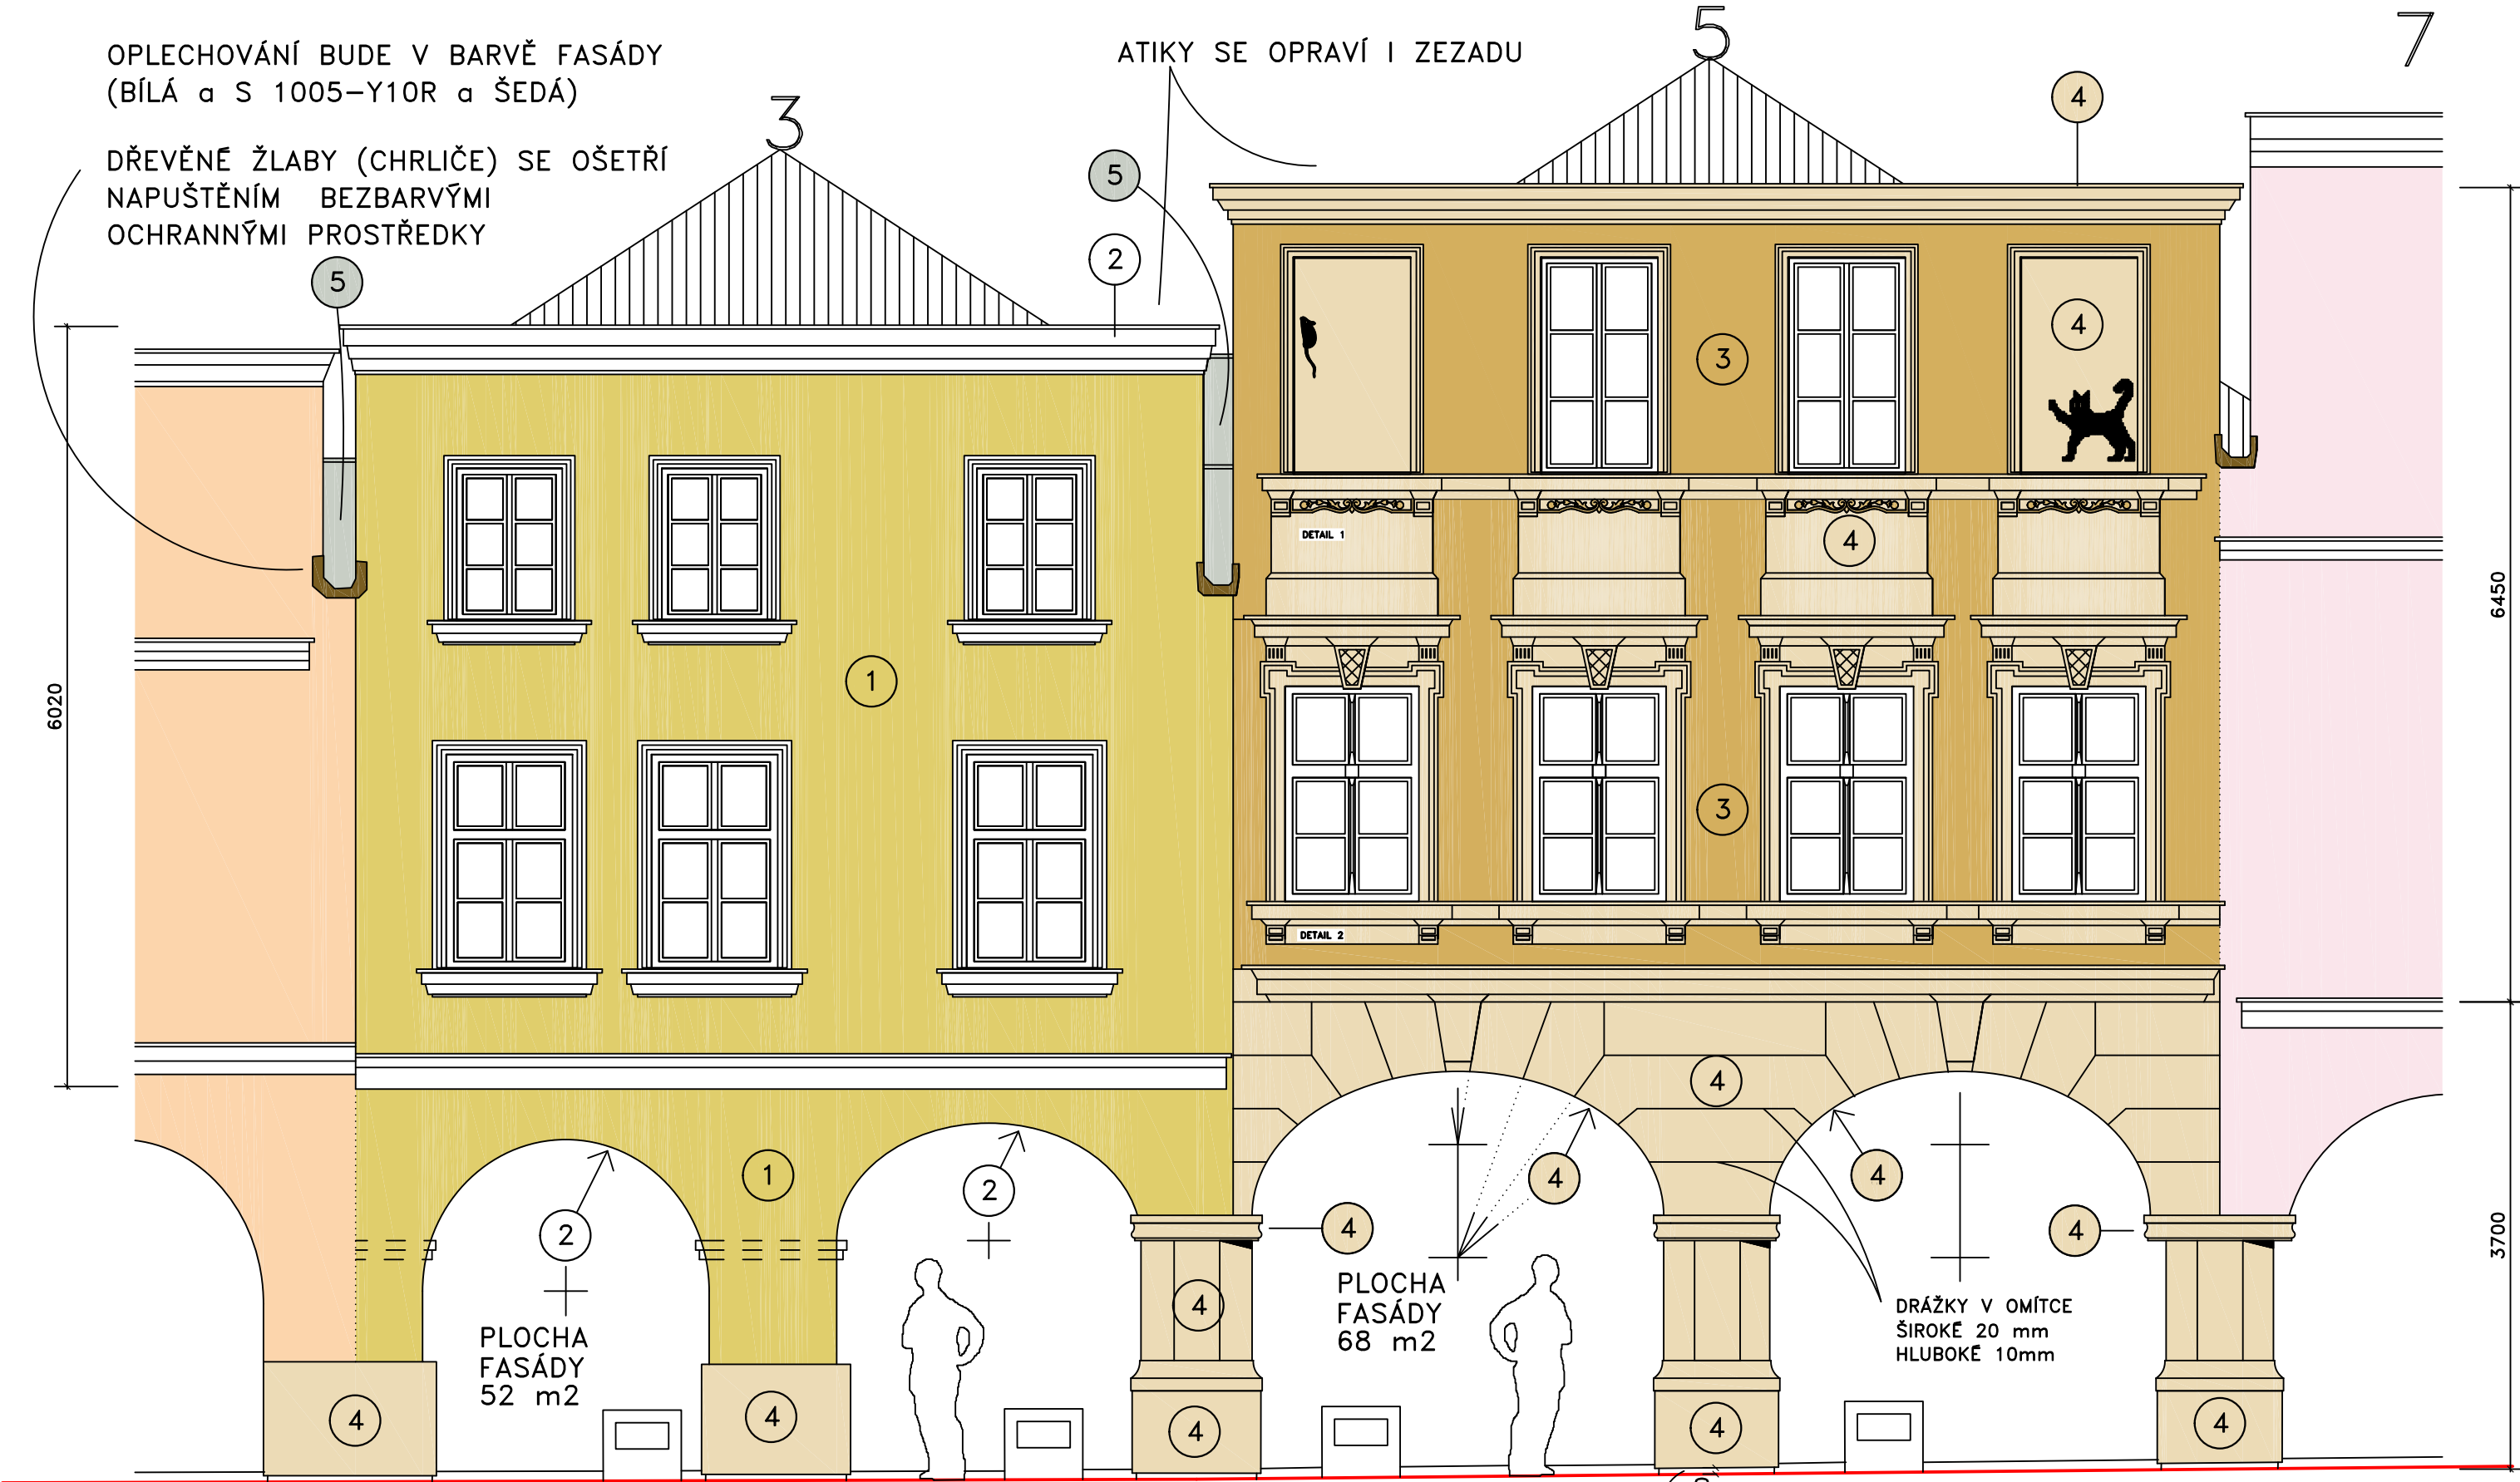 OPLECHOVÁNÍ BUDE V BARVĚ FASÁDY
(BÍLÁ a S 1005-Y10R a ŠEDÁ)
DŘEVĚNÉ ŽLABY (CHRLIČE) SE OŠETŘÍ
NAPUŠTĚNÍM BEZBARVÝMI
OCHRANNÝMI PROSTŘEDKY
ATIKY SE OPRAVÍ I ZEZADU
3
5
7
4
5
2
5
4
3
DETAIL 1
4
6450
1
6020
3
DETAIL 2
4
1
2
4
4
2
4
4
3700
4
PLOCHA
FASÁDY
68 m2
DRÁŽKY V OMÍTCE
ŠIROKÉ 20 mm
HLUBOKÉ 10mm
PLOCHA
FASÁDY
52 m2
4
4
4
4
4